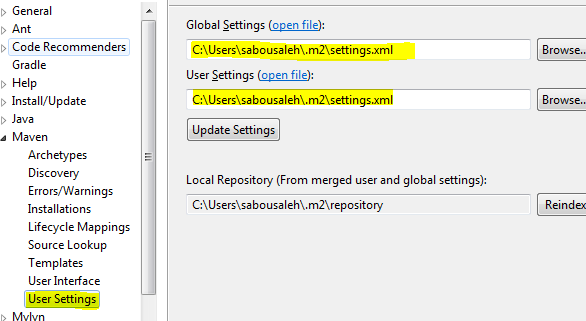 General
Ant
Code Recommenders
Gradle
Help
Install/Update
Java
Maven
Archetypes
Discovery
Errors/Warnings
Installations
Lifecycle Mappings
Source Lookup
Templates
User Interface
User Settings
Mylyn
Global Settings (open file):
C:\Users\sabousaleh\.m2\settings.xml
Browse...
User Settings (open file):
C:\Users\sabousaleh\.m2\settings.xml
Browse...
Update Settings
Local Repository (From merged user and global settings):
C:\Users\sabousaleh\.m2\repository
Reindex